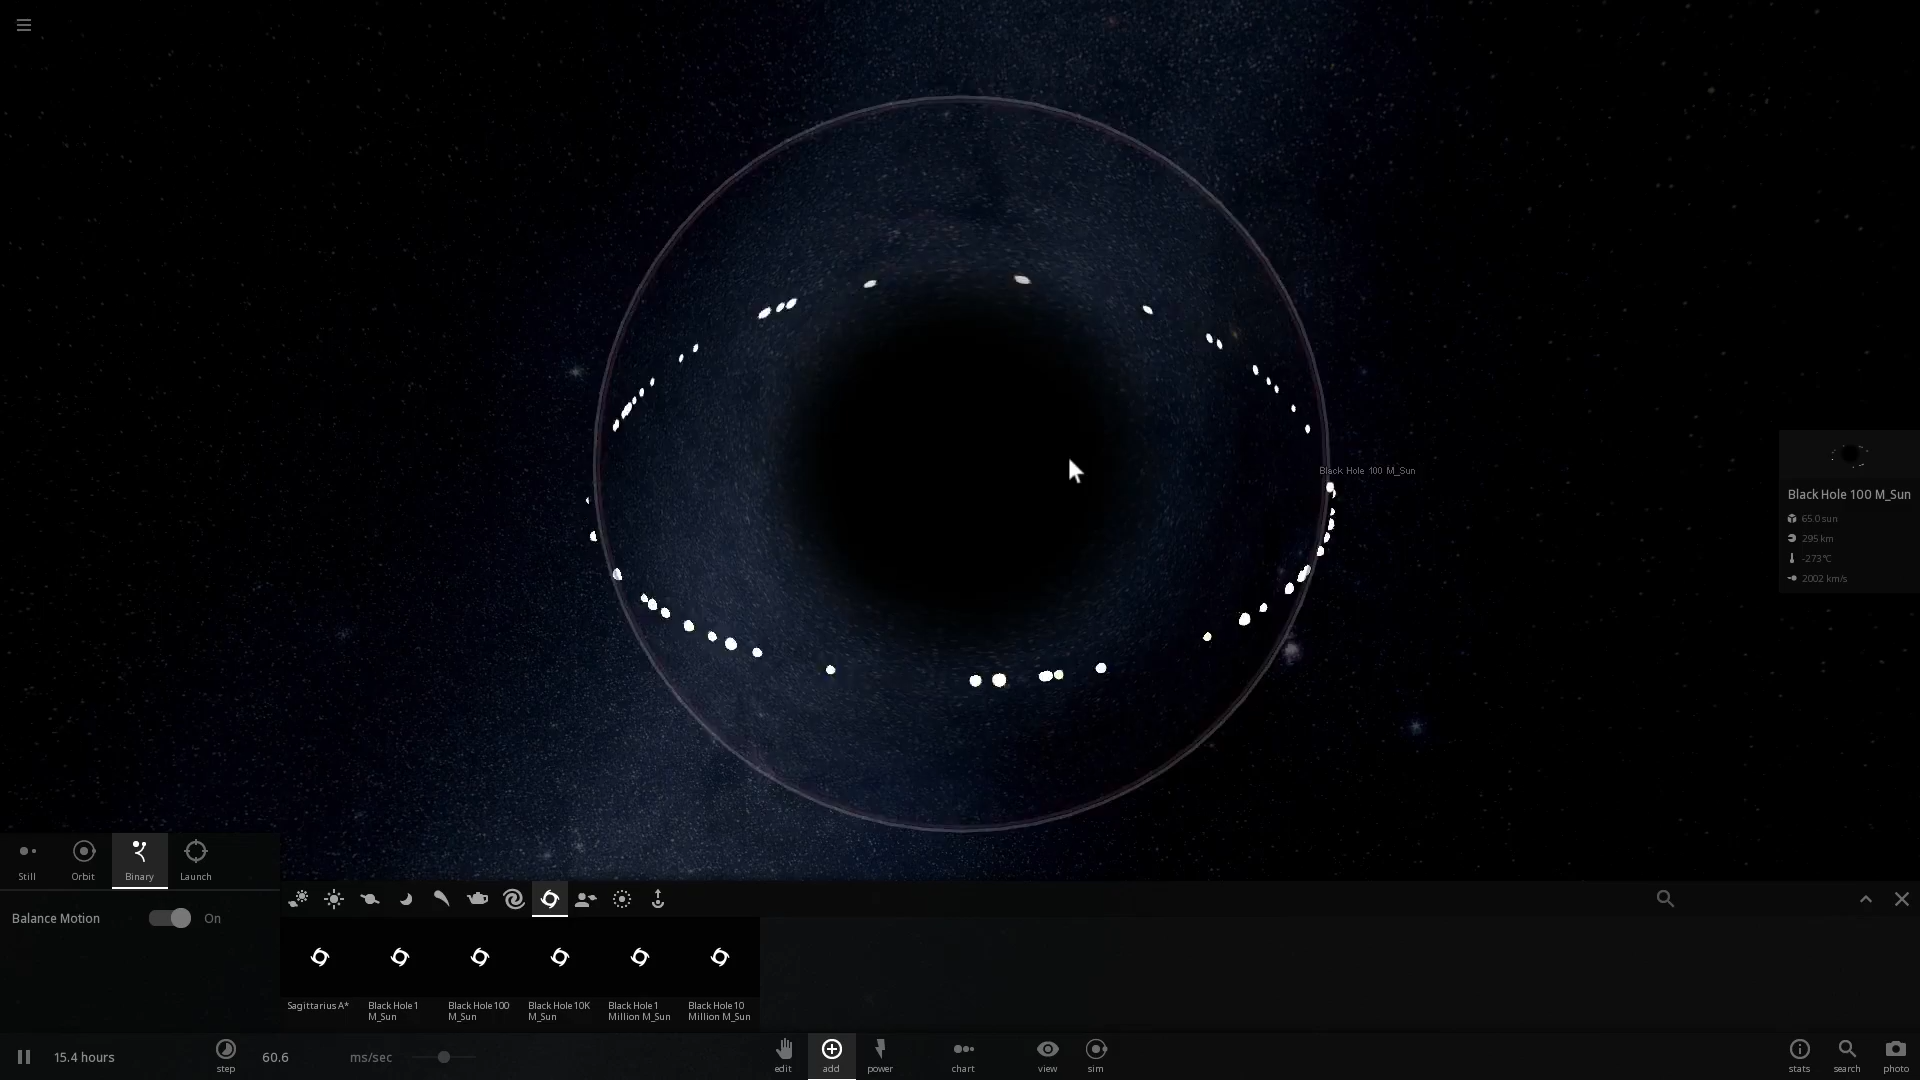 Black Hole 100 M_Sun
Black Hole 100 M_Sun
65.0 sun
295 km
-273°C
2002 km/s
Still
Orbit
Binary
Launch
Balance Motion
On
Sagittarius A*
Black Hole 1
M_Sun
Black Hole 100
M_Sun
Black Hole 10K
M_Sun
Black Hole 1
Million M_Sun
Black Hole 10
Million M_Sun
15.4 hours
step
60.6
ms/sec
edit
add
power
chart
view
sim
stats
search
photo